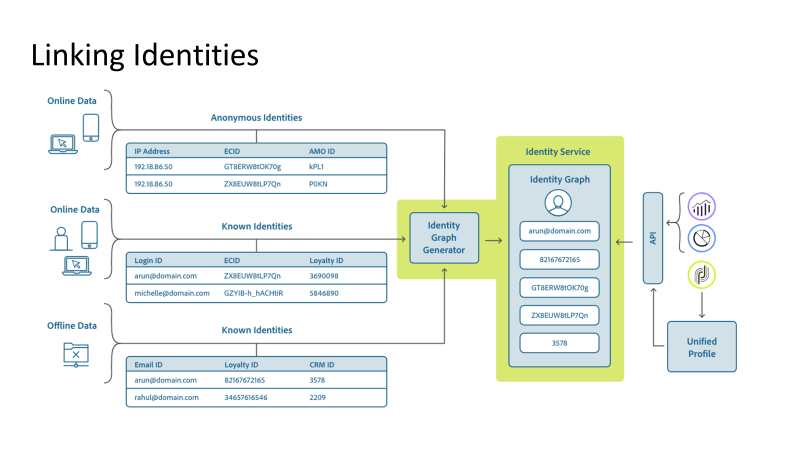 Linking Identities
Online Data
Anonymous Identities
IP Address ECID AMO ID
192.18.86.50 GT8ERW8tOK70g kPL1
192.18.86.50 ZX8EUW8tLP7Qn P0KN
Online Data
Known Identities
Login ID ECID Loyalty ID
arun@domain.com ZX8EUW8tLP7Qn 3690098
michelle@domain.com GZYIB-h_hACHtiR 5846890
Offline Data
Known Identities
Email ID Loyalty ID CRM ID
arun@domain.com 82167672165 3578
rahul@domain.com 34657616546 2209
Identity
Graph
Generator
Identity Service
Identity Graph
arun@domain.com
82167672165
GT8ERW8tOK70g
ZX8EUW8tLP7Qn
3578
API
Unified
Profile